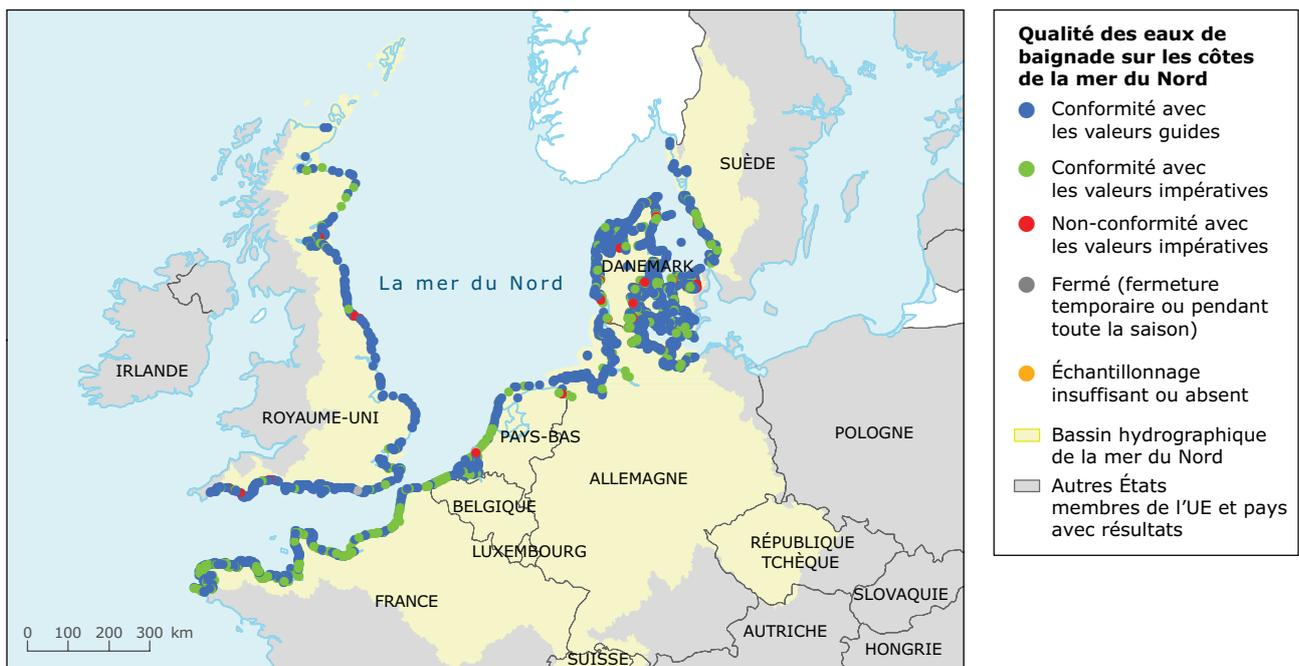 SUÈDE
DANEMARK
La mer du Nord
IRLANDE
ROYAUME-UNI
PAYS-BAS
POLOGNE
ALLEMAGNE
BELGIQUE
LUXEMBOURG
RÉPUBLIQUE
TCHÈQUE
FRANCE
SLOVAQUIE
AUTRICHE
HONGRIE
SUISSE
0 100 200 300 km
Qualité des eaux de
baignade sur les côtes
de la mer du Nord
Conformité avec
les valeurs guides
Conformité avec
les valeurs impératives
Non-conformité avec
les valeurs impératives
Fermé (fermeture
temporaire ou pendant
toute la saison)
Échantillonnage
insuffisant ou absent
Bassin hydrographique
de la mer du Nord
Autres États
membres de l’UE et pays
avec résultats